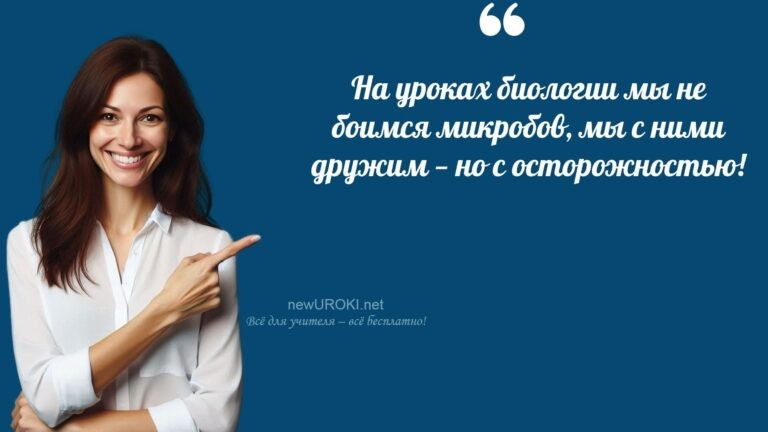 ❝
На уроках биологии мы не
боимся микробов, мы с ними
дружим – но с осторожностью!
newUROKI.net
Всё для учителя – всё бесплатно!